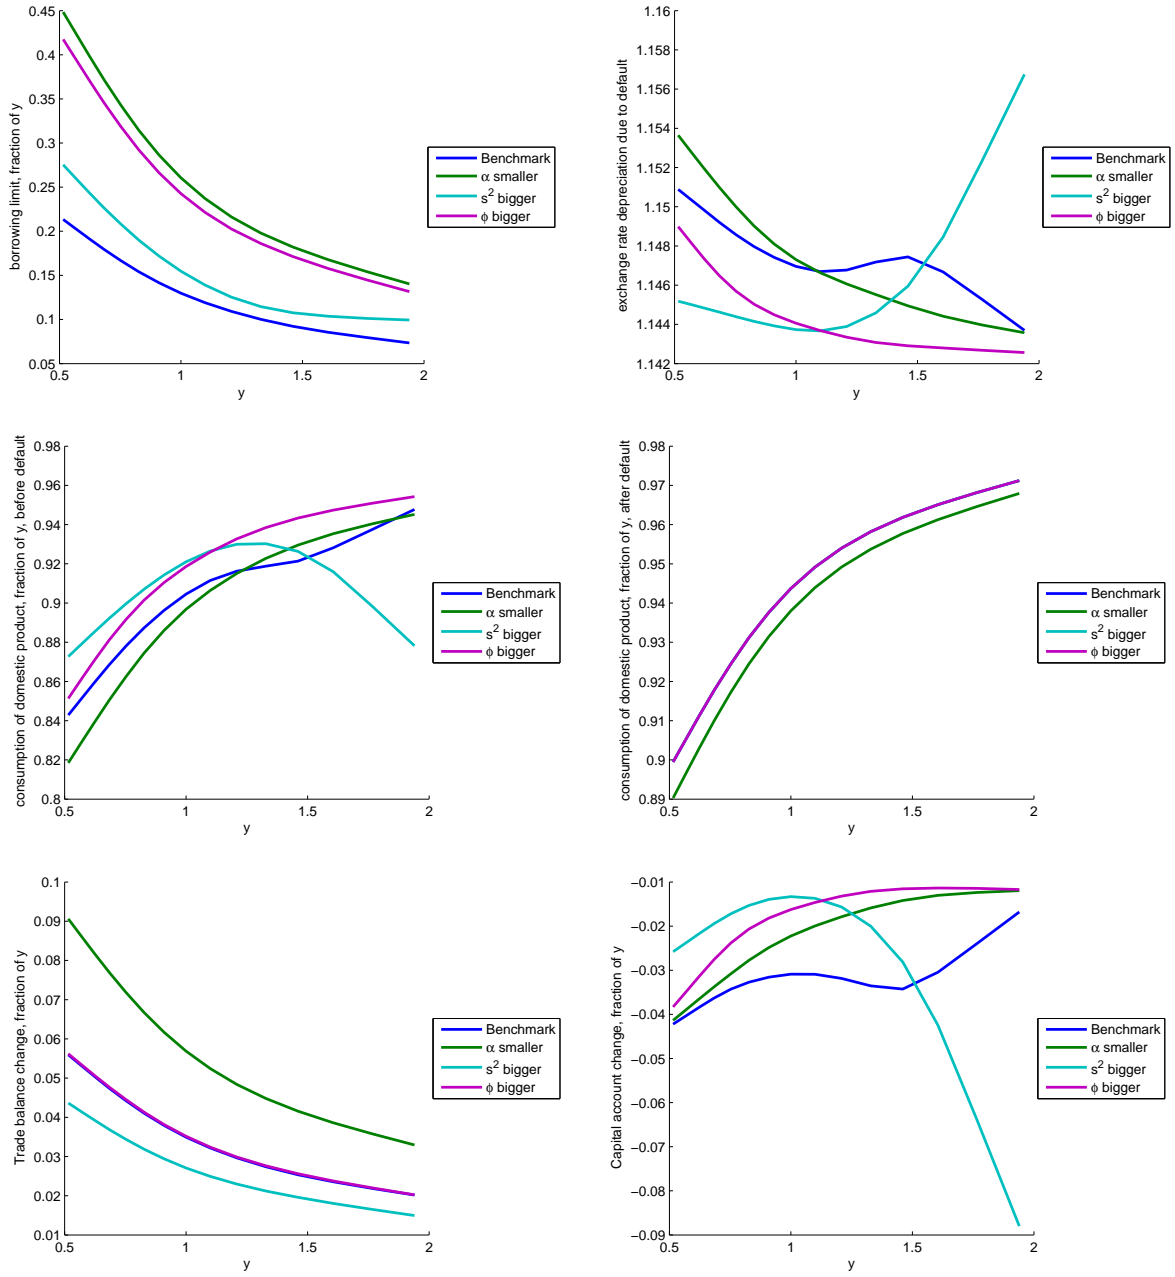 0.45
0.4
0.35
0.3
0.25
0.2
0.15
0.1
0.05
0.5
1
1.5
2
y
borrowing limit, fraction of y
Benchmark
α smaller
s² bigger
ϕ bigger
1.16
1.158
1.156
1.154
1.152
1.15
1.148
1.146
1.144
1.142
0.5
1
1.5
2
y
exchange rate depreciation due to default
Benchmark
α smaller
s² bigger
ϕ bigger
0.98
0.96
0.94
0.92
0.9
0.88
0.86
0.84
0.82
0.8
0.5
1
1.5
2
y
consumption of domestic product, fraction of y, before default
Benchmark
α smaller
s² bigger
ϕ bigger
0.98
0.97
0.96
0.95
0.94
0.93
0.92
0.91
0.9
0.89
0.5
1
1.5
2
y
consumption of domestic product, fraction of y, after default
Benchmark
α smaller
s² bigger
ϕ bigger
0.1
0.09
0.08
0.07
0.06
0.05
0.04
0.03
0.02
0.01
0.5
1
1.5
2
y
Trade balance change, fraction of y
Benchmark
α smaller
s² bigger
ϕ bigger
−0.01
−0.02
−0.03
−0.04
−0.05
−0.06
−0.07
−0.08
−0.09
0.5
1
1.5
2
y
Capital account change, fraction of y
Benchmark
α smaller
s² bigger
ϕ bigger